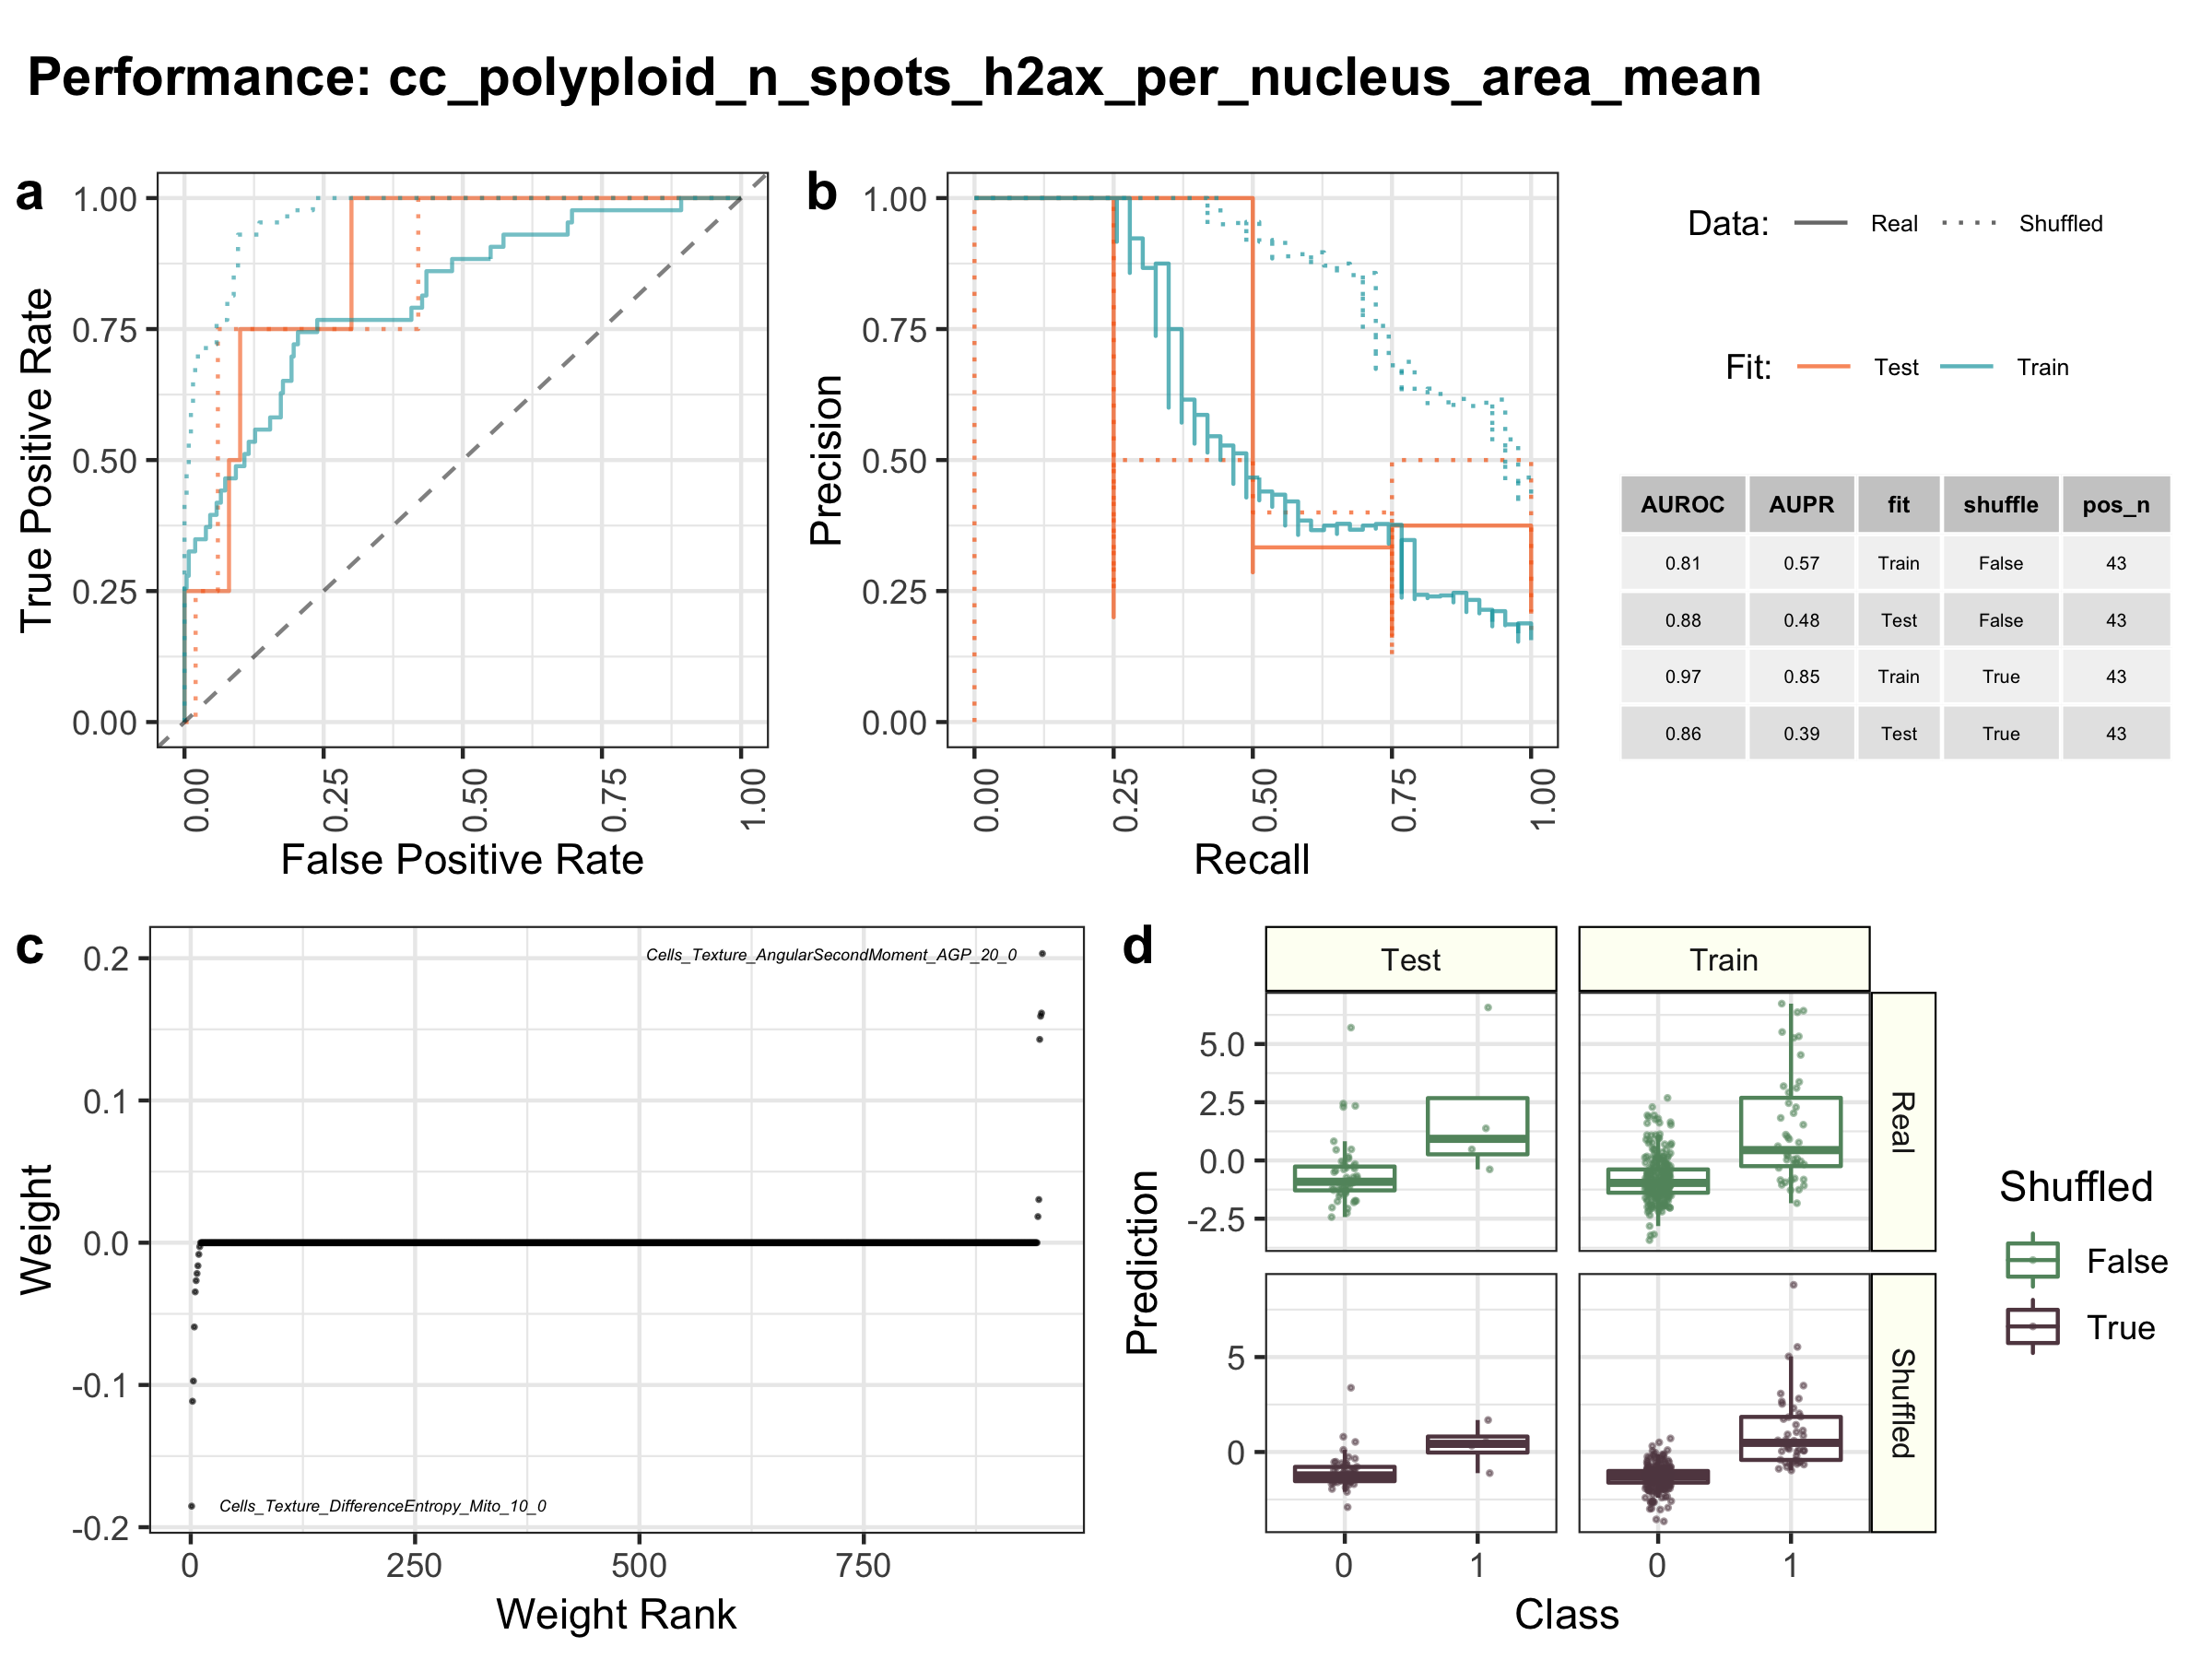 Performance: cc_polyploid_n_spots_h2ax_per_nucleus_area_mean
a
1.00
0.75
0.50
0.25
0.00
True Positive Rate
0.00
0.25
0.50
0.75
1.00
False Positive Rate
b
1.00
0.75
0.50
0.25
0.00
Precision
0.00
0.25
0.50
0.75
1.00
Recall
Data: Real Shuffled
Fit: Test Train
AUROC AUPR fit shuffle pos_n
0.81 0.57 Train False 43
0.88 0.48 Test False 43
0.97 0.85 Train True 43
0.86 0.39 Test True 43
c
0.2
0.1
0.0
-0.1
-0.2
Weight
Cells_Texture_AngularSecondMoment_AGP_20_0
Cells_Texture_DifferenceEntropy_Mito_10_0
0
250
500
750
Weight Rank
d
Test
Train
Real
Shuffled
5.0
2.5
0.0
-2.5
5
0
Prediction
0
1
0
1
Class
Shuffled
False
True